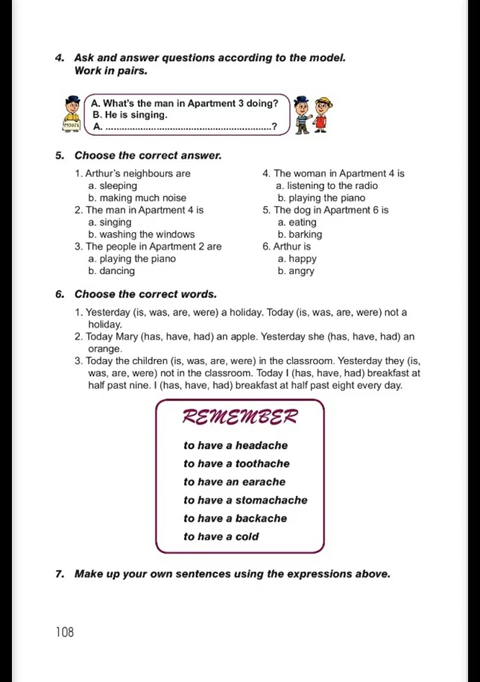 4. Ask and answer questions according to the model.
Work in pairs.
A. What's the man in Apartment 3 doing?
B. He is singing.
A. ..............................................................?
5. Choose the correct answer.
1. Arthur's neighbours are
a. sleeping
b. making much noise
2. The man in Apartment 4 is
a. singing
b. washing the windows
3. The people in Apartment 2 are
a. playing the piano
b. dancing
4. The woman in Apartment 4 is
a. listening to the radio
b. playing the piano
5. The dog in Apartment 6 is
a. eating
b. barking
6. Arthur is
a. happy
b. angry
6. Choose the correct words.
1. Yesterday (is, was, are, were) a holiday. Today (is, was, are, were) not a
holiday.
2. Today Mary (has, have, had) an apple. Yesterday she (has, have, had) an
orange.
3. Today the children (is, was, are, were) in the classroom. Yesterday they (is,
was, are, were) not in the classroom. Today I (has, have, had) breakfast at
half past nine. I (has, have, had) breakfast at half past eight every day.
REMEMBER
to have a headache
to have a toothache
to have an earache
to have a stomachache
to have a backache
to have a cold
7. Make up your own sentences using the expressions above.
108